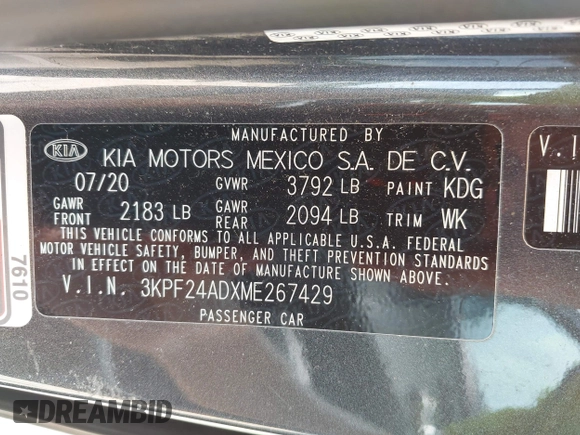 MANUFACTURED BY
KIA KIA MOTORS MEXICO S.A. DE C.V.
07/20 GVWR 3792 LB PAINT KDG
GAWR FRONT 2183 LB GAWR REAR 2094 LB TRIM WK
THIS VEHICLE CONFORMS TO ALL APPLICABLE U.S.A. FEDERAL
MOTOR VEHICLE SAFETY, BUMPER, AND THEFT PREVENTION STANDARDS
IN EFFECT ON THE DATE OF MANUFACTURE SHOWN ABOVE.
V.I.N. 3KPF24ADXME267429
PASSENGER CAR
7610
V.I
DREAMBID